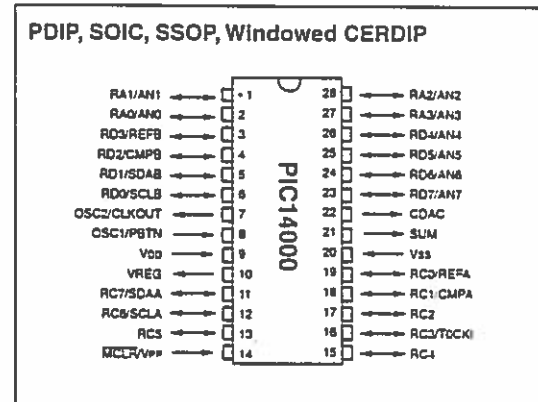 PDIP, SOIC, SSOP, Windowed CERDIP
RA1/AN1 1 28 RA2/AN2
RA0/AN0 2 27 RA3/AN3
RD3/REFB 3 26 RD4/AN4
RD2/CMPB 4 25 RD5/AN5
RD1/SDAB 5 24 RD6/AN6
RD0/SCLB 6 23 RD7/AN7
OSC2/CLKOUT 7 22 CDAC
OSC1/PBTN 8 21 SUM
VDD 9 20 VSS
VREG 10 19 RC0/REFA
RC7/SDAA 11 18 RC1/CMPA
RC6/SCLA 12 17 RC2
RC5 13 16 RC3/T0CKI
MCLR/VPP 14 15 RC4
PIC14000